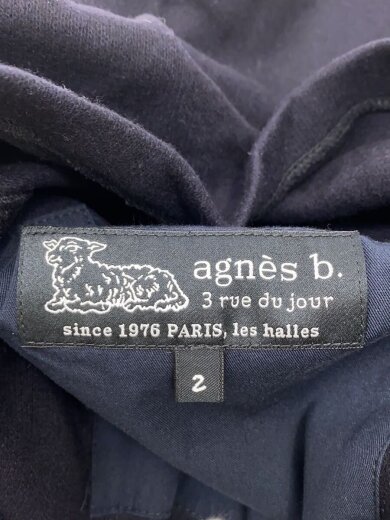 agnès b.
3 rue du jour
since 1976 PARIS, les halles
2